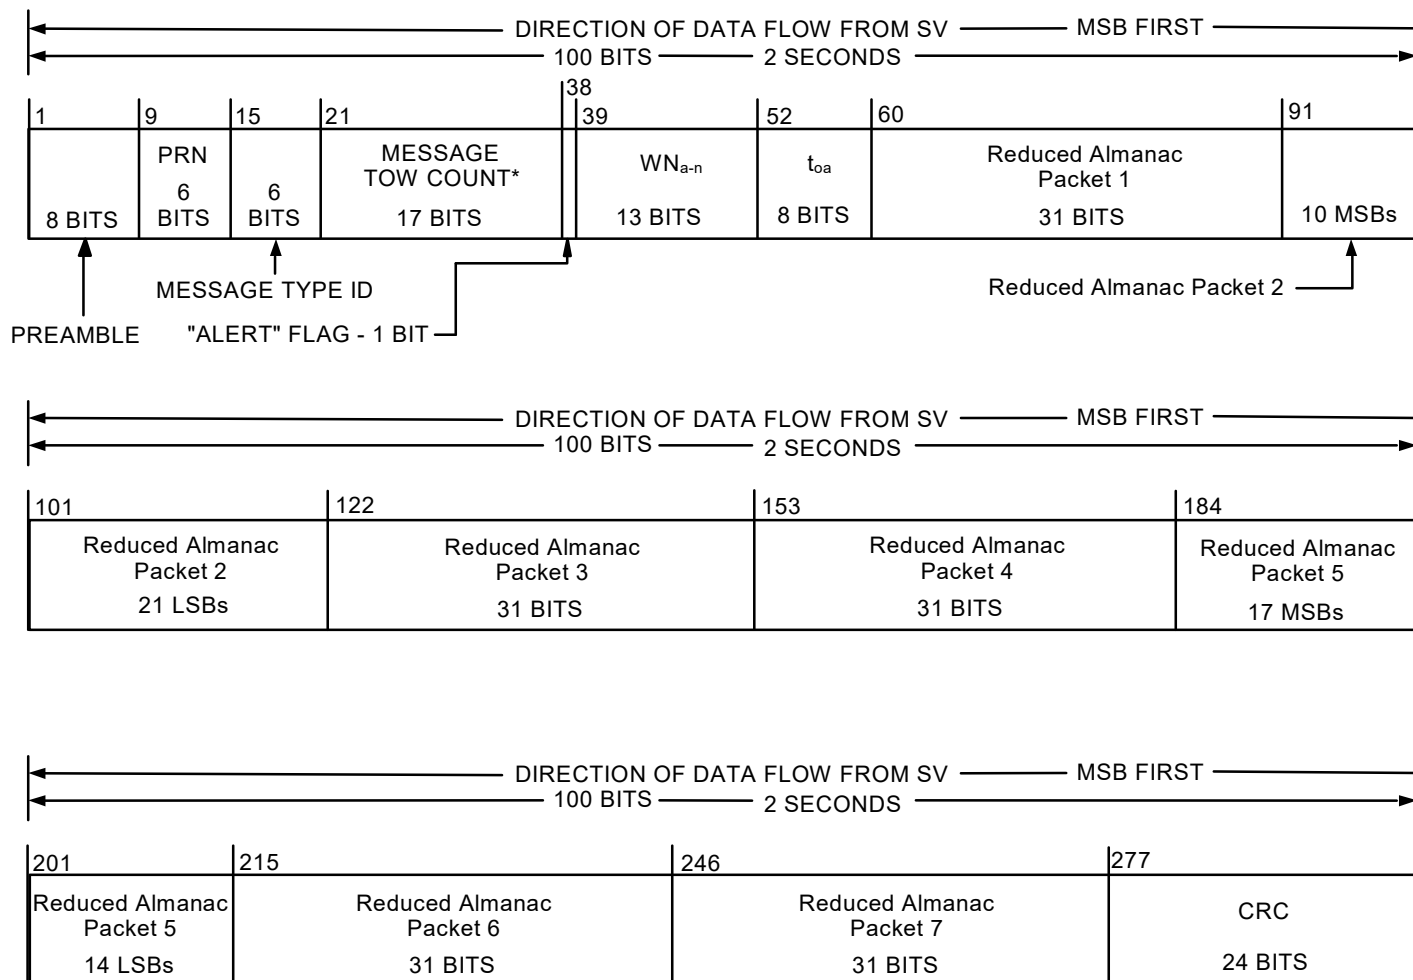 DIRECTION OF DATA FLOW FROM SV MSB FIRST
100 BITS 2 SECONDS
38
1 9 15 21 39 52 60 91
PRN MESSAGE WNa-n toa Reduced Almanac
TOW COUNT* Packet 1
6 6
8 BITS BITS BITS 17 BITS 13 BITS 8 BITS 31 BITS 10 MSBs
MESSAGE TYPE ID Reduced Almanac Packet 2
PREAMBLE "ALERT" FLAG - 1 BIT
DIRECTION OF DATA FLOW FROM SV MSB FIRST
100 BITS 2 SECONDS
101 122 153 184
Reduced Almanac Reduced Almanac Reduced Almanac Reduced Almanac
Packet 2 Packet 3 Packet 4 Packet 5
21 LSBs 31 BITS 31 BITS 17 MSBs
DIRECTION OF DATA FLOW FROM SV MSB FIRST
100 BITS 2 SECONDS
201 215 246 277
Reduced Almanac Reduced Almanac Reduced Almanac CRC
Packet 5 Packet 6 Packet 7
14 LSBs 31 BITS 31 BITS 24 BITS